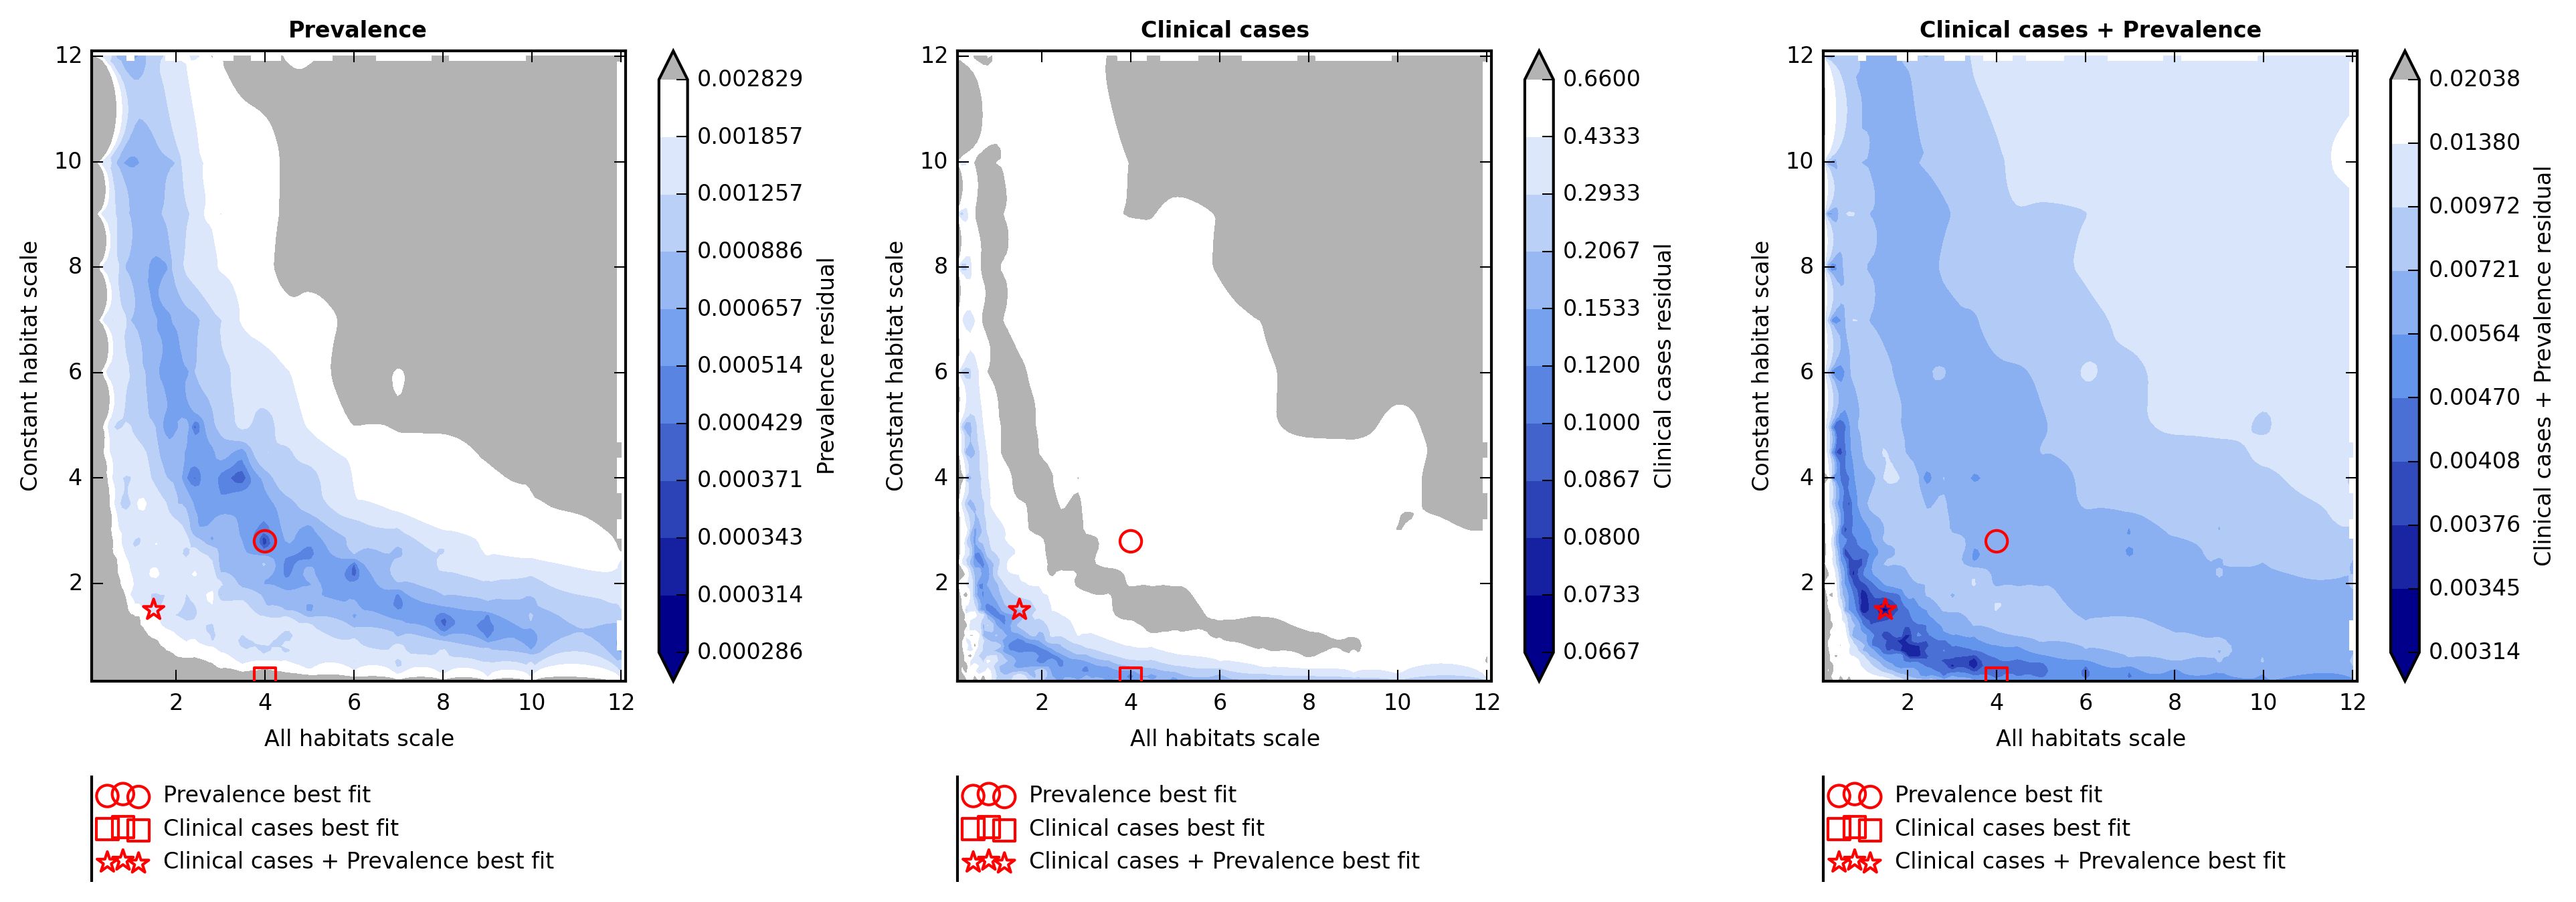 Prevalence
Clinical cases
Clinical cases + Prevalence
12
10
8
6
4
2
Constant habitat scale
2 4 6 8 10 12
All habitats scale
0.002829
0.001857
0.001257
0.000886
0.000657
0.000514
0.000429
0.000371
0.000343
0.000314
0.000286
Prevalence residual
12
10
8
6
4
2
Constant habitat scale
2 4 6 8 10 12
All habitats scale
0.6600
0.4333
0.2933
0.2067
0.1533
0.1200
0.1000
0.0867
0.0800
0.0733
0.0667
Clinical cases residual
12
10
8
6
4
2
Constant habitat scale
2 4 6 8 10 12
All habitats scale
0.02038
0.01380
0.00972
0.00721
0.00564
0.00470
0.00408
0.00376
0.00345
0.00314
Clinical cases + Prevalence residual
Prevalence best fit
Clinical cases best fit
Clinical cases + Prevalence best fit
Prevalence best fit
Clinical cases best fit
Clinical cases + Prevalence best fit
Prevalence best fit
Clinical cases best fit
Clinical cases + Prevalence best fit